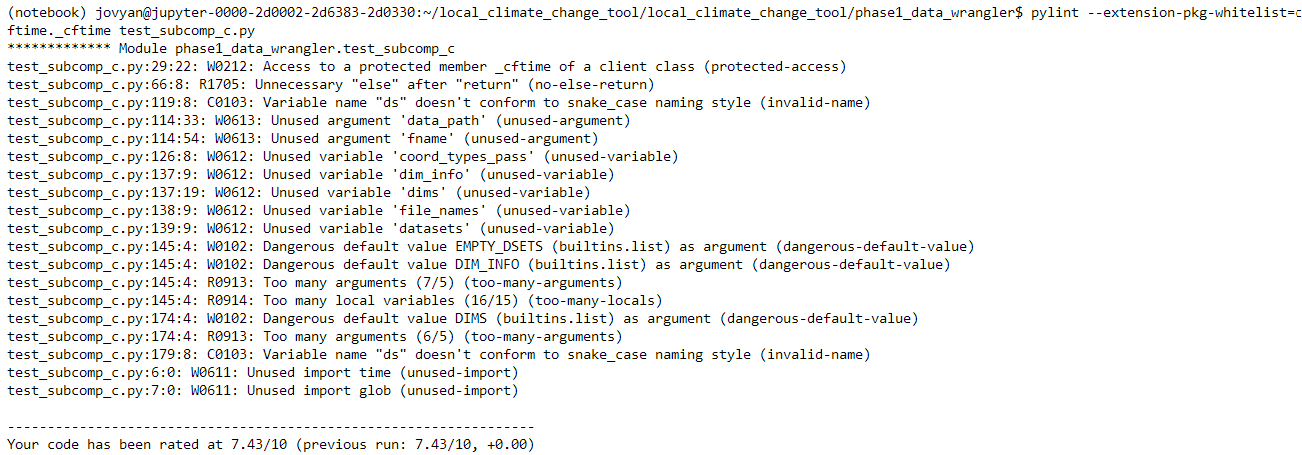 (notebook) jovyan@jupyter-0000-2d0002-2d6383-2d0330:~/local_climate_change_tool/local_climate_change_tool/phase1_data_wrangler$ pylint --extension-pkg-whitelist=c
ftime._cftime test_subcomp_c.py
************* Module phase1_data_wrangler.test_subcomp_c
test_subcomp_c.py:29:22: W0212: Access to a protected member _cftime of a client class (protected-access)
test_subcomp_c.py:66:8: R1705: Unnecessary "else" after "return" (no-else-return)
test_subcomp_c.py:119:8: C0103: Variable name "ds" doesn't conform to snake_case naming style (invalid-name)
test_subcomp_c.py:114:33: W0613: Unused argument 'data_path' (unused-argument)
test_subcomp_c.py:114:54: W0613: Unused argument 'fname' (unused-argument)
test_subcomp_c.py:126:8: W0612: Unused variable 'coord_types_pass' (unused-variable)
test_subcomp_c.py:137:9: W0612: Unused variable 'dim_info' (unused-variable)
test_subcomp_c.py:137:19: W0612: Unused variable 'dims' (unused-variable)
test_subcomp_c.py:138:9: W0612: Unused variable 'file_names' (unused-variable)
test_subcomp_c.py:139:9: W0612: Unused variable 'datasets' (unused-variable)
test_subcomp_c.py:145:4: W0102: Dangerous default value EMPTY_DSETS (builtins.list) as argument (dangerous-default-value)
test_subcomp_c.py:145:4: W0102: Dangerous default value DIM_INFO (builtins.list) as argument (dangerous-default-value)
test_subcomp_c.py:145:4: R0913: Too many arguments (7/5) (too-many-arguments)
test_subcomp_c.py:145:4: R0914: Too many local variables (16/15) (too-many-locals)
test_subcomp_c.py:174:4: W0102: Dangerous default value DIMS (builtins.list) as argument (dangerous-default-value)
test_subcomp_c.py:174:4: R0913: Too many arguments (6/5) (too-many-arguments)
test_subcomp_c.py:179:8: C0103: Variable name "ds" doesn't conform to snake_case naming style (invalid-name)
test_subcomp_c.py:6:0: W0611: Unused import time (unused-import)
test_subcomp_c.py:7:0: W0611: Unused import glob (unused-import)

------------------------------------------------------------------
Your code has been rated at 7.43/10 (previous run: 7.43/10, +0.00)